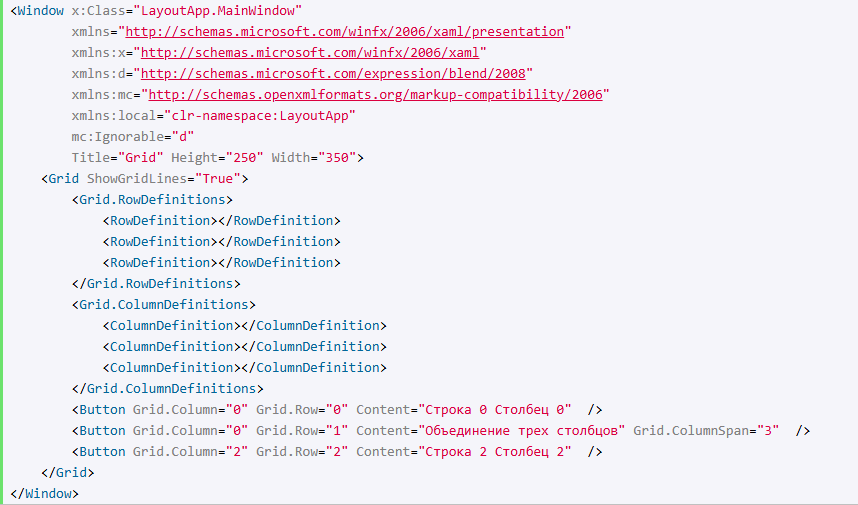 <Window x:Class="LayoutApp.MainWindow"
        xmlns="http://schemas.microsoft.com/winfx/2006/xaml/presentation"
        xmlns:x="http://schemas.microsoft.com/winfx/2006/xaml"
        xmlns:d="http://schemas.microsoft.com/expression/blend/2008"
        xmlns:mc="http://schemas.openxmlformats.org/markup-compatibility/2006"
        xmlns:local="clr-namespace:LayoutApp"
        mc:Ignorable="d"
        Title="Grid" Height="250" Width="350">
    <Grid ShowGridLines="True">
        <Grid.RowDefinitions>
            <RowDefinition></RowDefinition>
            <RowDefinition></RowDefinition>
            <RowDefinition></RowDefinition>
        </Grid.RowDefinitions>
        <Grid.ColumnDefinitions>
            <ColumnDefinition></ColumnDefinition>
            <ColumnDefinition></ColumnDefinition>
            <ColumnDefinition></ColumnDefinition>
        </Grid.ColumnDefinitions>
        <Button Grid.Column="0" Grid.Row="0" Content="Строка 0 Столбец 0"  />
        <Button Grid.Column="0" Grid.Row="1" Content="Объединение трех столбцов" Grid.ColumnSpan="3"  />
        <Button Grid.Column="2" Grid.Row="2" Content="Строка 2 Столбец 2"  />
    </Grid>
</Window>